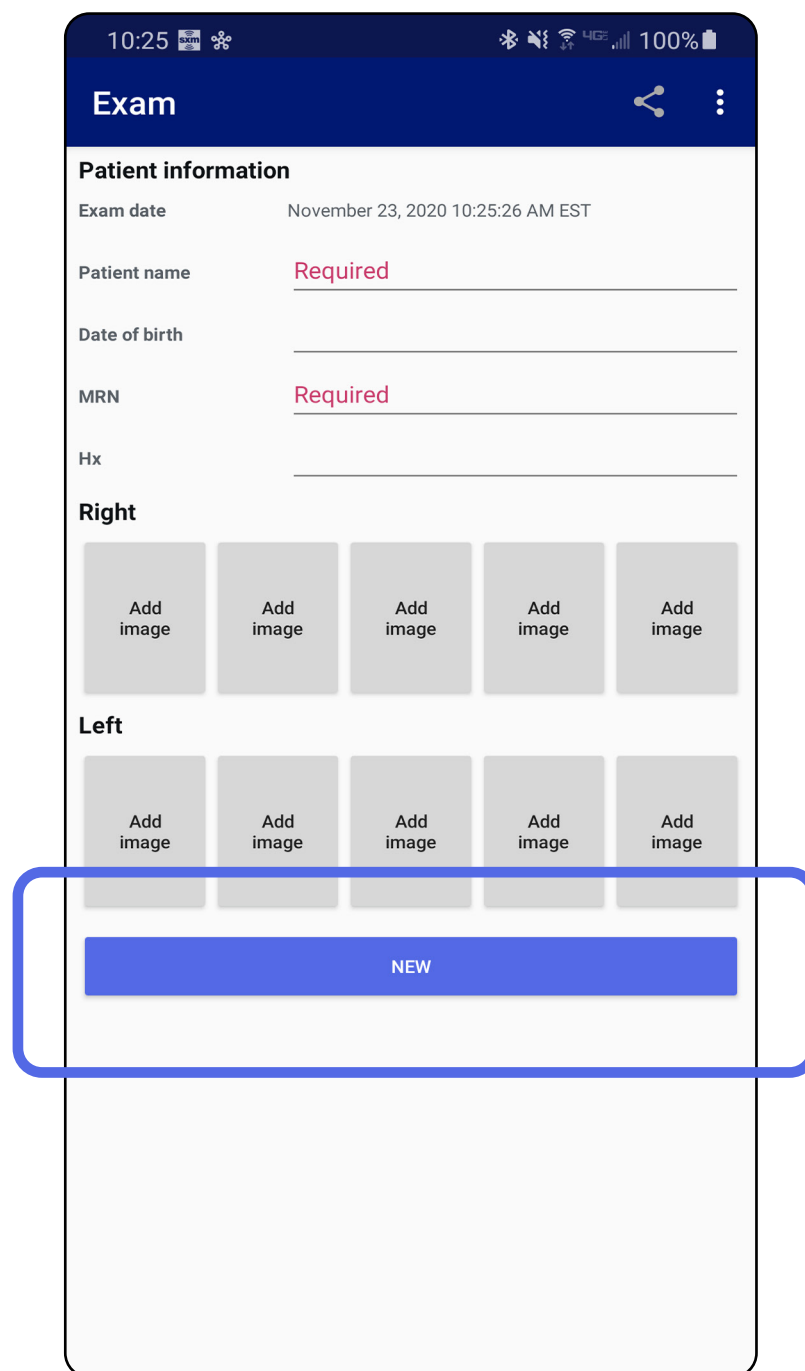 10:25 sxm 4GE 100%
Exam
Patient information
Exam date November 23, 2020 10:25:26 AM EST
Patient name Required
Date of birth
MRN Required
Hx
Right
Add Add Add Add Add
image image image image image
Left
Add Add Add Add Add
image image image image image
NEW